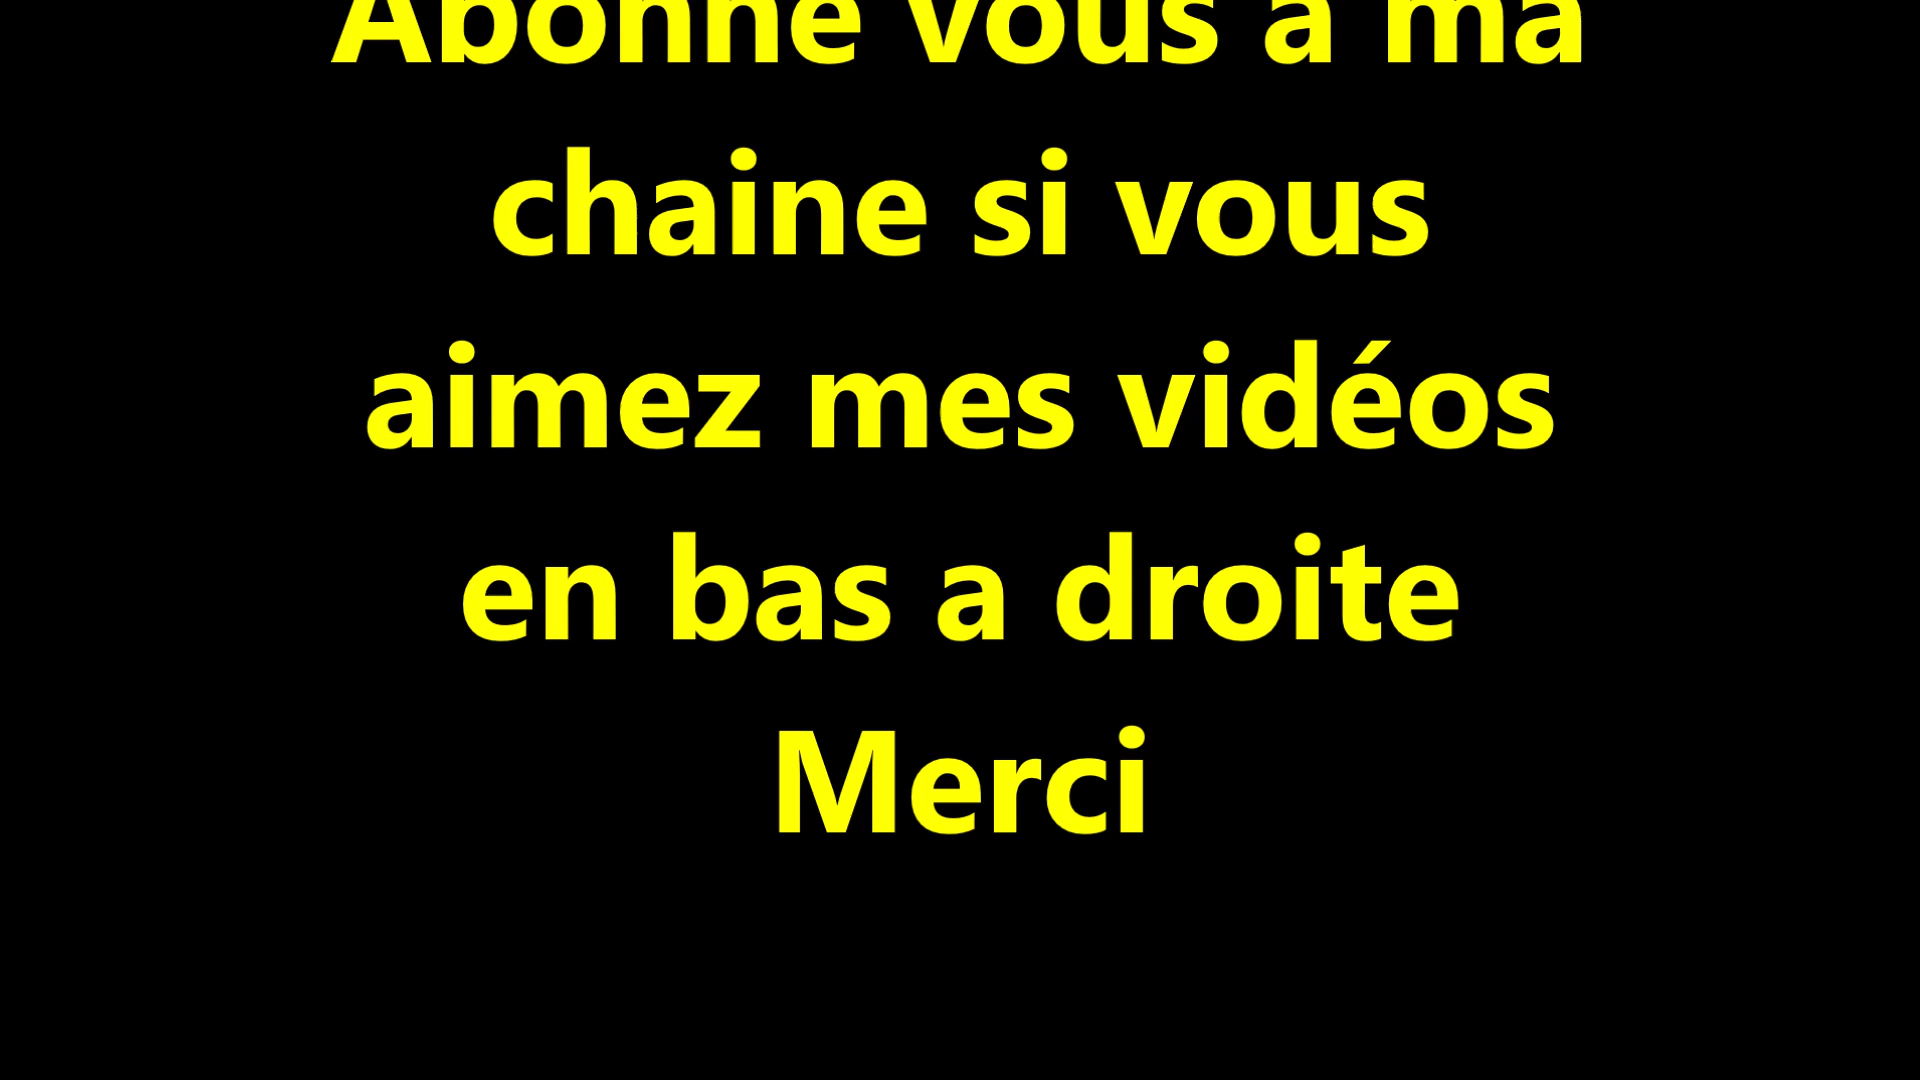 Abonne vous a ma
chaine si vous
aimez mes vidéos
en bas a droite
Merci